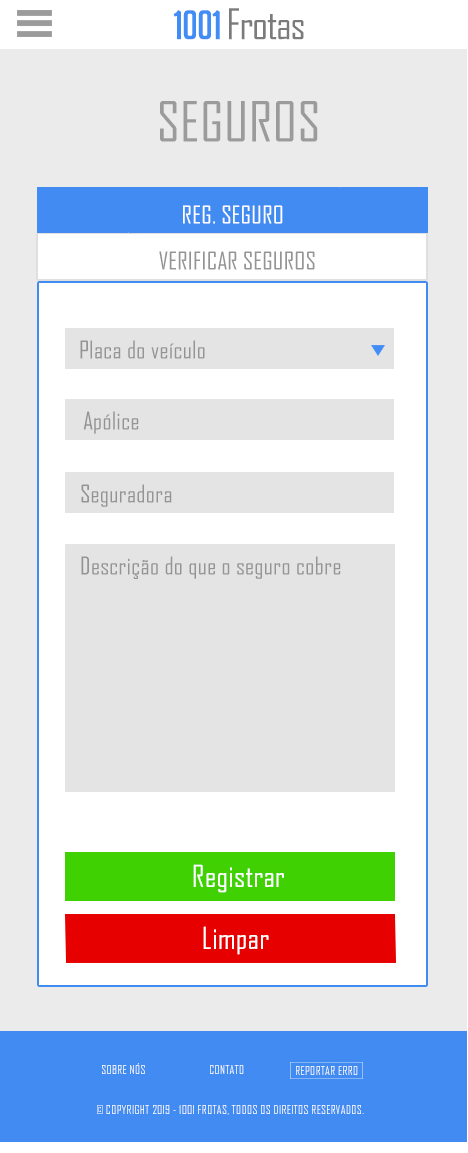 1001 Frotas
SEGUROS
REG. SEGURO
VERIFICAR SEGUROS
Placa do veículo
Apólice
Seguradora
Descrição do que o seguro cobre
Registrar
Limpar
SOBRE NÓS CONTATO REPORTAR ERRO
© COPYRIGHT 2019 - 1001 FROTAS, TODOS OS DIREITOS RESERVADOS.